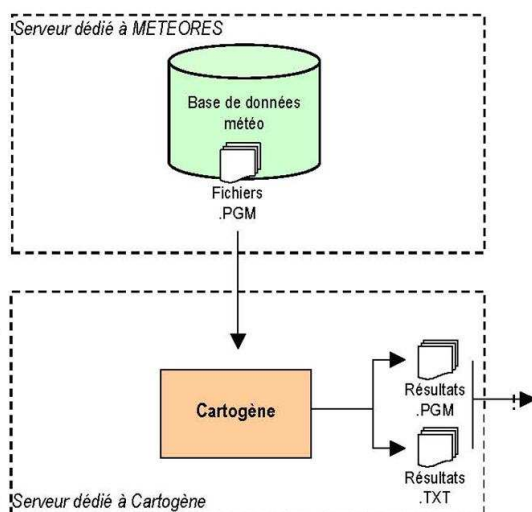 Serveur dédié à METEORES
Base de données
météo
Fichiers
.PGM
Cartogène
Résultats
.PGM
Résultats
.TXT
Serveur dédié à Cartogène